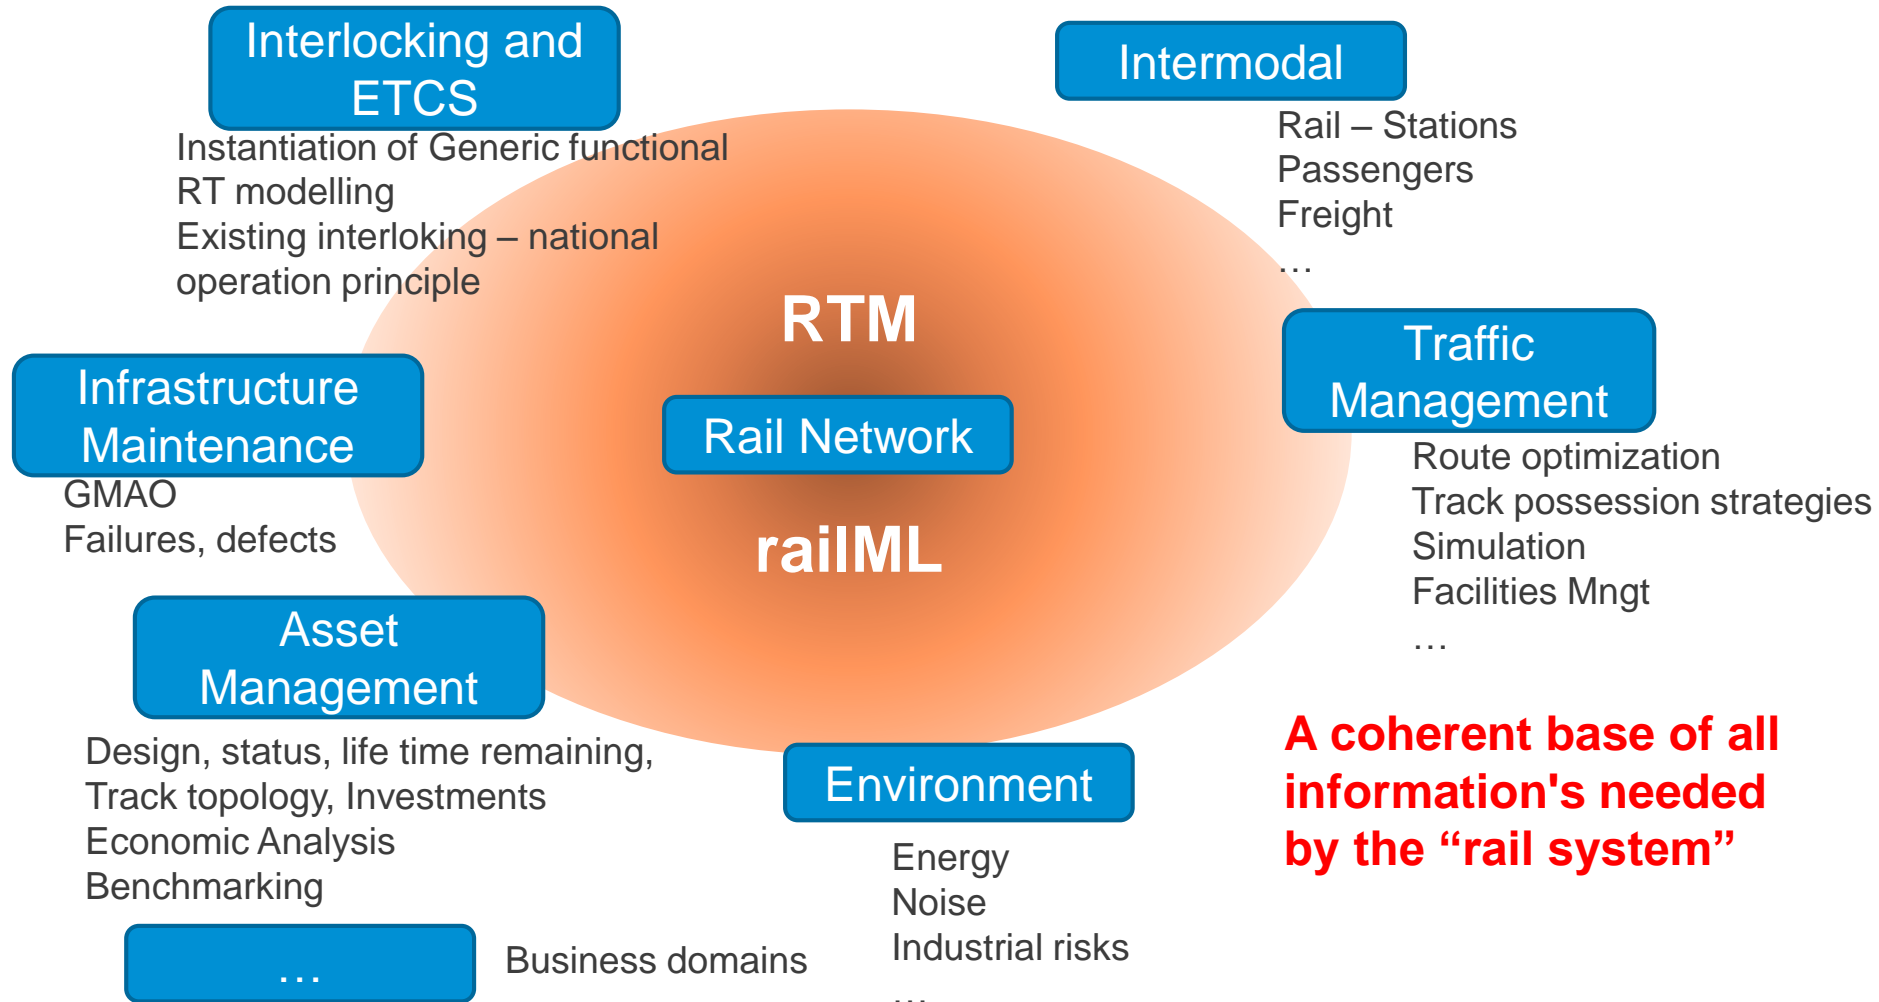 Interlocking and
ETCS
Instantiation of Generic functional
RT modelling
Existing interloking – national
operation principle
Intermodal
Rail – Stations
Passengers
Freight
…
RTM
Rail Network
railML
Infrastructure
Maintenance
GMAO
Failures, defects
Traffic
Management
Route optimization
Track possession strategies
Simulation
Facilities Mngt
…
Asset
Management
Design, status, life time remaining,
Track topology, Investments
Economic Analysis
Benchmarking
Environment
Energy
Noise
Industrial risks
…
A coherent base of all
information's needed
by the “rail system”
…
Business domains